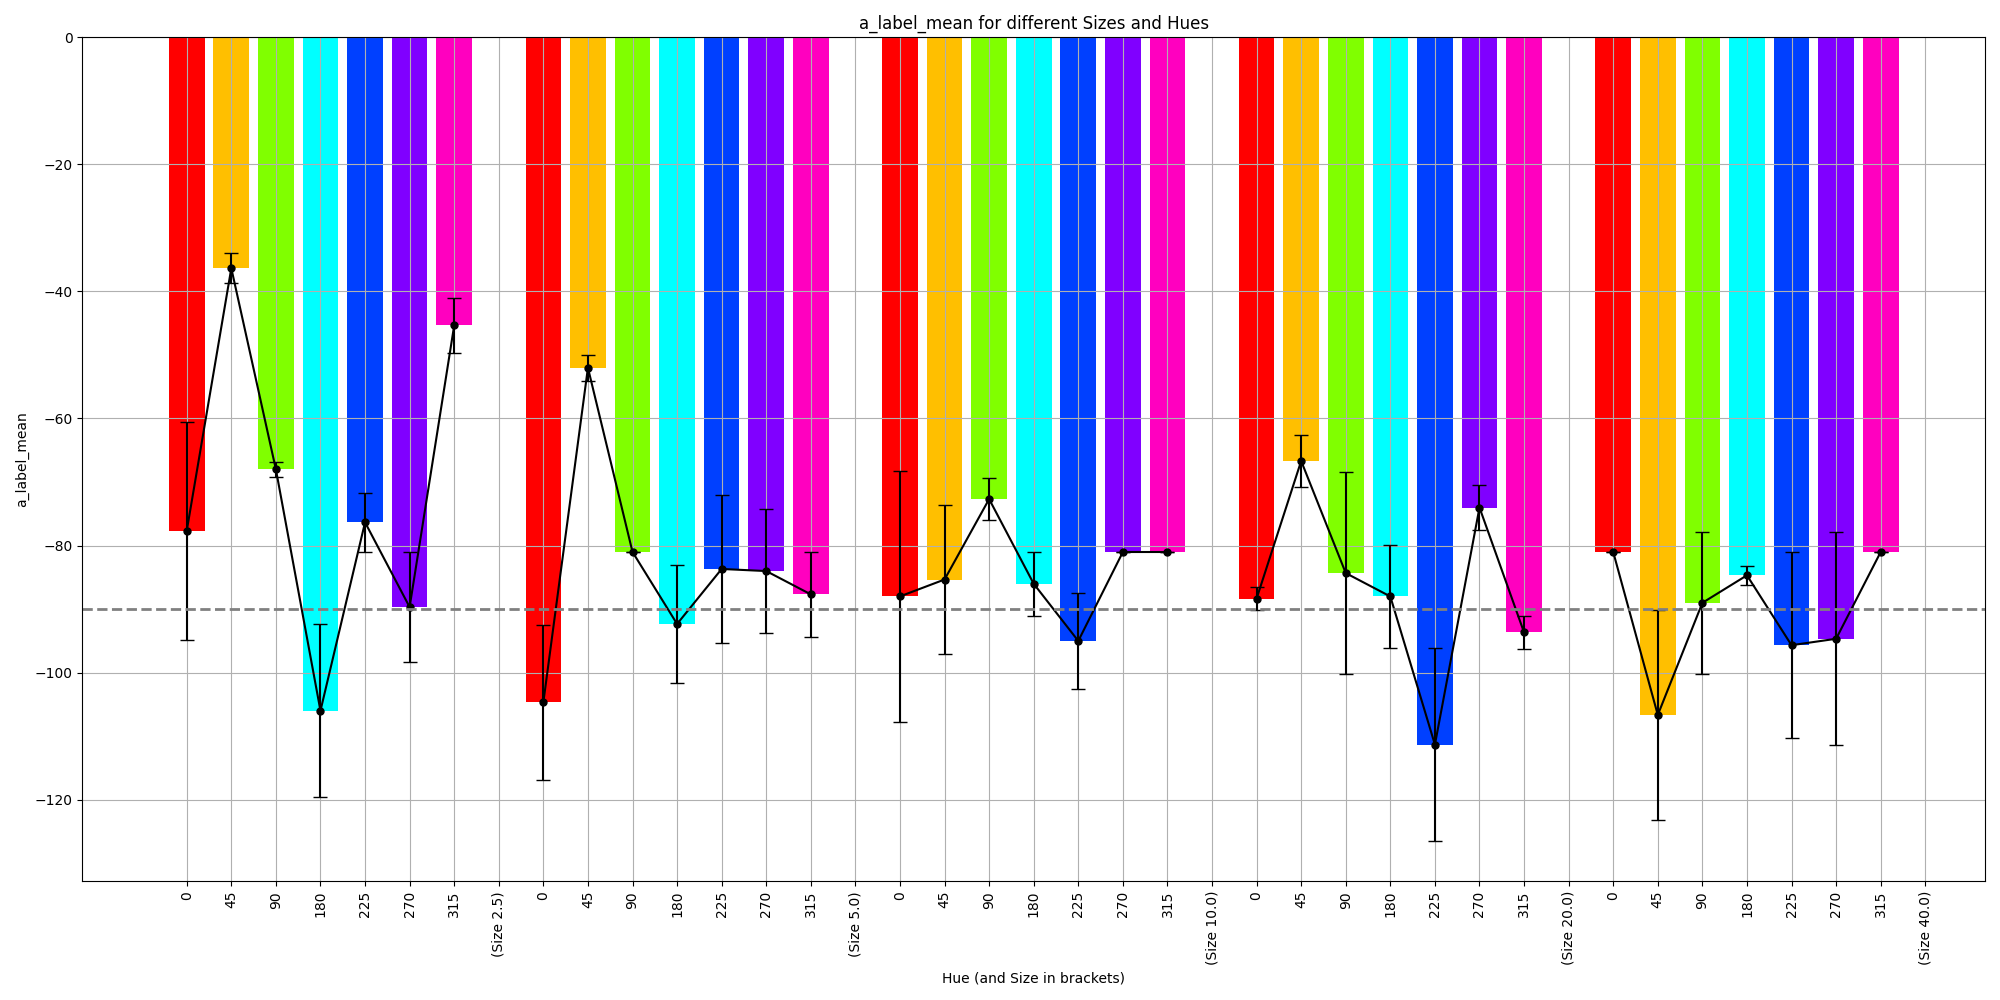 a_label_mean for different Sizes and Hues
a_label_mean
0
−20
−40
−60
−80
−100
−120
0 45 90 180 225 270 315 (Size 2.5) 0 45 90 180 225 270 315 (Size 5.0) 0 45 90 180 225 270 315 (Size 10.0) 0 45 90 180 225 270 315 (Size 20.0) 0 45 90 180 225 270 315 (Size 40.0)
Hue (and Size in brackets)